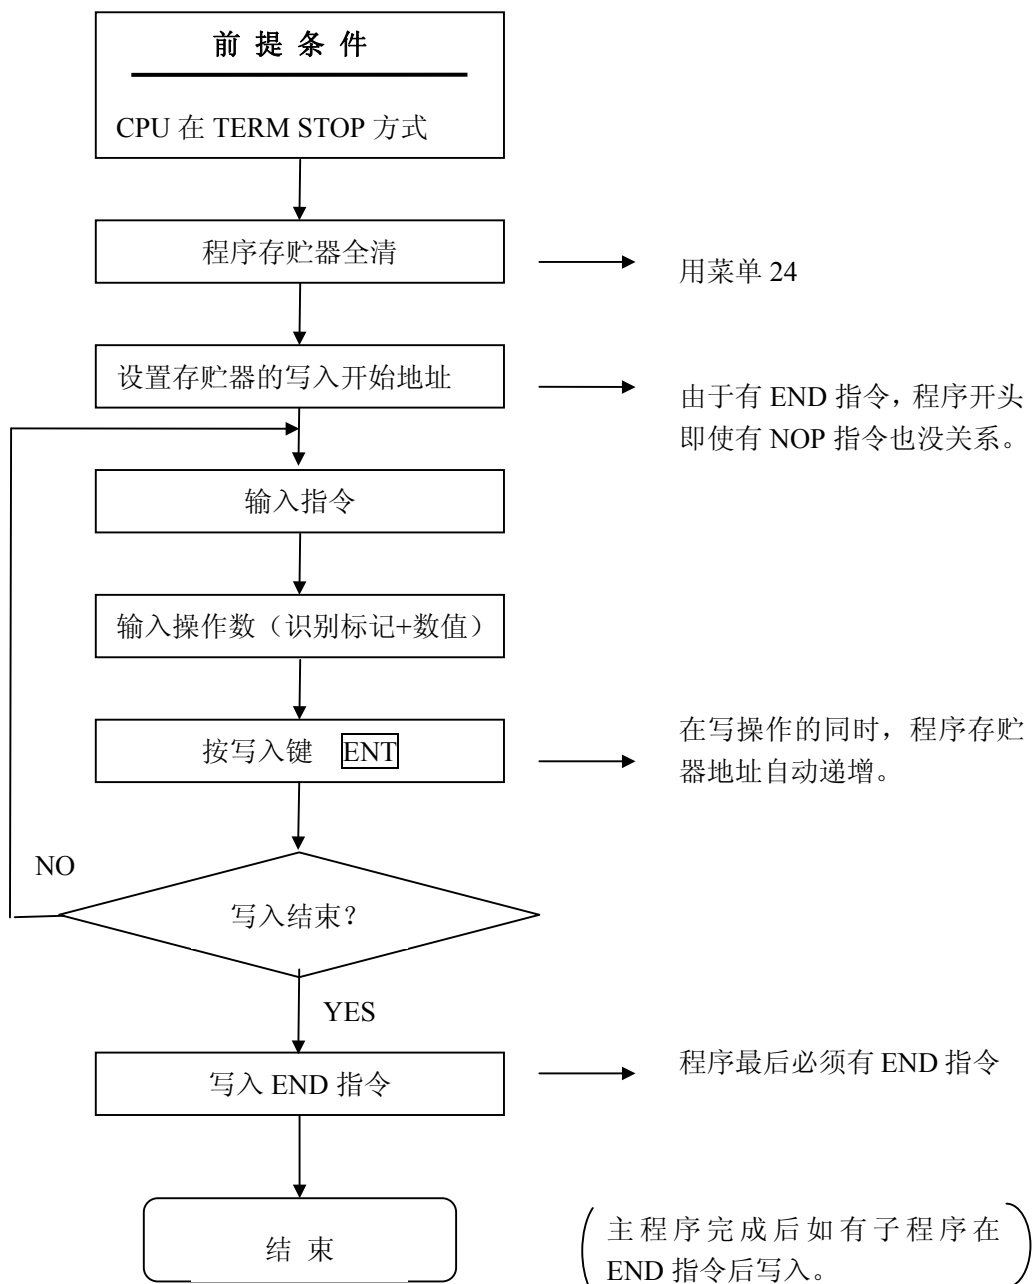 前 提 条 件
CPU 在 TERM STOP 方式
程序存贮器全清
用菜单 24
设置存贮器的写入开始地址
由于有 END 指令，程序开头
即使有 NOP 指令也没关系。
输入指令
输入操作数（识别标记+数值）
按写入键 ENT
在写操作的同时，程序存贮
器地址自动递增。
NO
写入结束？
YES
写入 END 指令
程序最后必须有 END 指令
结 束
主程序完成后如有子程序在
END 指令后写入。